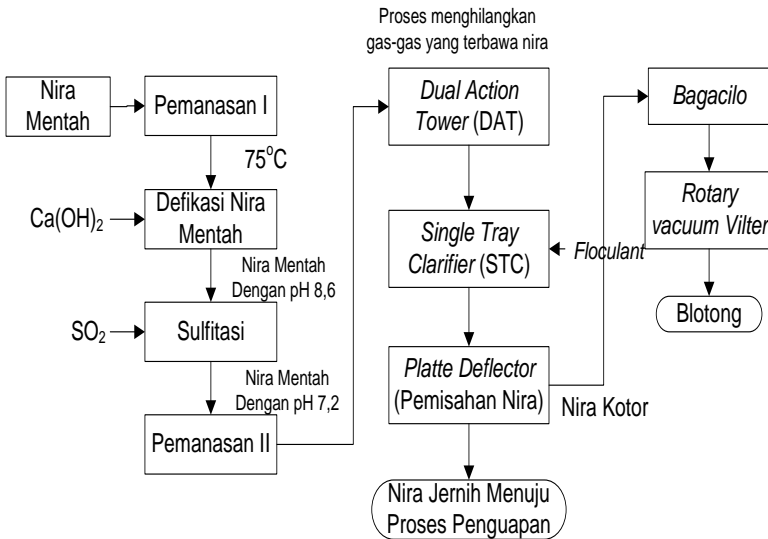 Nira
Mentah
Pemanasan I
75°C
Ca(OH)₂
Defikasi Nira
Mentah
Nira Mentah
Dengan pH 8,6
SO₂
Sulfitasi
Nira Mentah
Dengan pH 7,2
Pemanasan II
Proses menghilangkan
gas-gas yang terbawa nira
Dual Action
Tower (DAT)
Single Tray
Clarifier (STC)
Floculant
Platte Deflector
(Pemisahan Nira)
Nira Kotor
Nira Jernih Menuju
Proses Penguapan
Bagacilo
Rotary
vacuum Vilter
Blotong